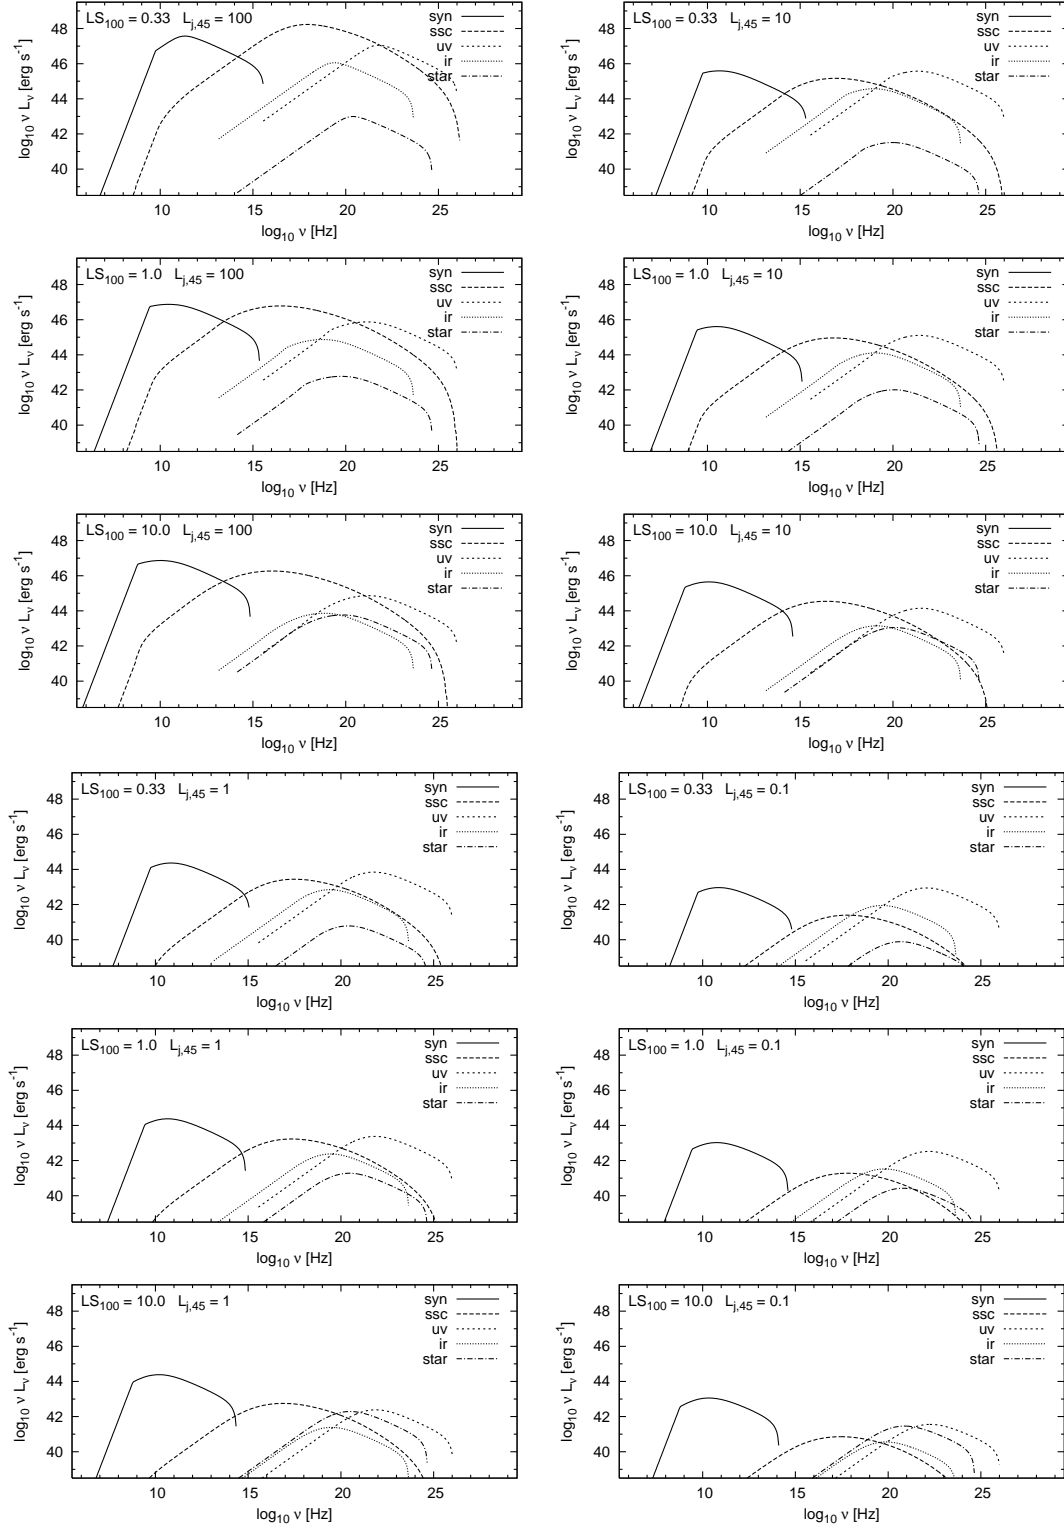 LS100 = 0.33 Lj,45 = 100
syn
ssc
uv
ir
star
48
46
44
42
40
10 15 20 25
log10 ν Lν [erg s-1]
log10 ν [Hz]
LS100 = 0.33 Lj,45 = 10
syn
ssc
uv
ir
star
48
46
44
42
40
10 15 20 25
log10 ν Lν [erg s-1]
log10 ν [Hz]
LS100 = 1.0 Lj,45 = 100
syn
ssc
uv
ir
star
48
46
44
42
40
10 15 20 25
log10 ν Lν [erg s-1]
log10 ν [Hz]
LS100 = 1.0 Lj,45 = 10
syn
ssc
uv
ir
star
48
46
44
42
40
10 15 20 25
log10 ν Lν [erg s-1]
log10 ν [Hz]
LS100 = 10.0 Lj,45 = 100
syn
ssc
uv
ir
star
48
46
44
42
40
10 15 20 25
log10 ν Lν [erg s-1]
log10 ν [Hz]
LS100 = 10.0 Lj,45 = 10
syn
ssc
uv
ir
star
48
46
44
42
40
10 15 20 25
log10 ν Lν [erg s-1]
log10 ν [Hz]
LS100 = 0.33 Lj,45 = 1
syn
ssc
uv
ir
star
48
46
44
42
40
10 15 20 25
log10 ν Lν [erg s-1]
log10 ν [Hz]
LS100 = 0.33 Lj,45 = 0.1
syn
ssc
uv
ir
star
48
46
44
42
40
10 15 20 25
log10 ν Lν [erg s-1]
log10 ν [Hz]
LS100 = 1.0 Lj,45 = 1
syn
ssc
uv
ir
star
48
46
44
42
40
10 15 20 25
log10 ν Lν [erg s-1]
log10 ν [Hz]
LS100 = 1.0 Lj,45 = 0.1
syn
ssc
uv
ir
star
48
46
44
42
40
10 15 20 25
log10 ν Lν [erg s-1]
log10 ν [Hz]
LS100 = 10.0 Lj,45 = 1
syn
ssc
uv
ir
star
48
46
44
42
40
10 15 20 25
log10 ν Lν [erg s-1]
log10 ν [Hz]
LS100 = 10.0 Lj,45 = 0.1
syn
ssc
uv
ir
star
48
46
44
42
40
10 15 20 25
log10 ν Lν [erg s-1]
log10 ν [Hz]